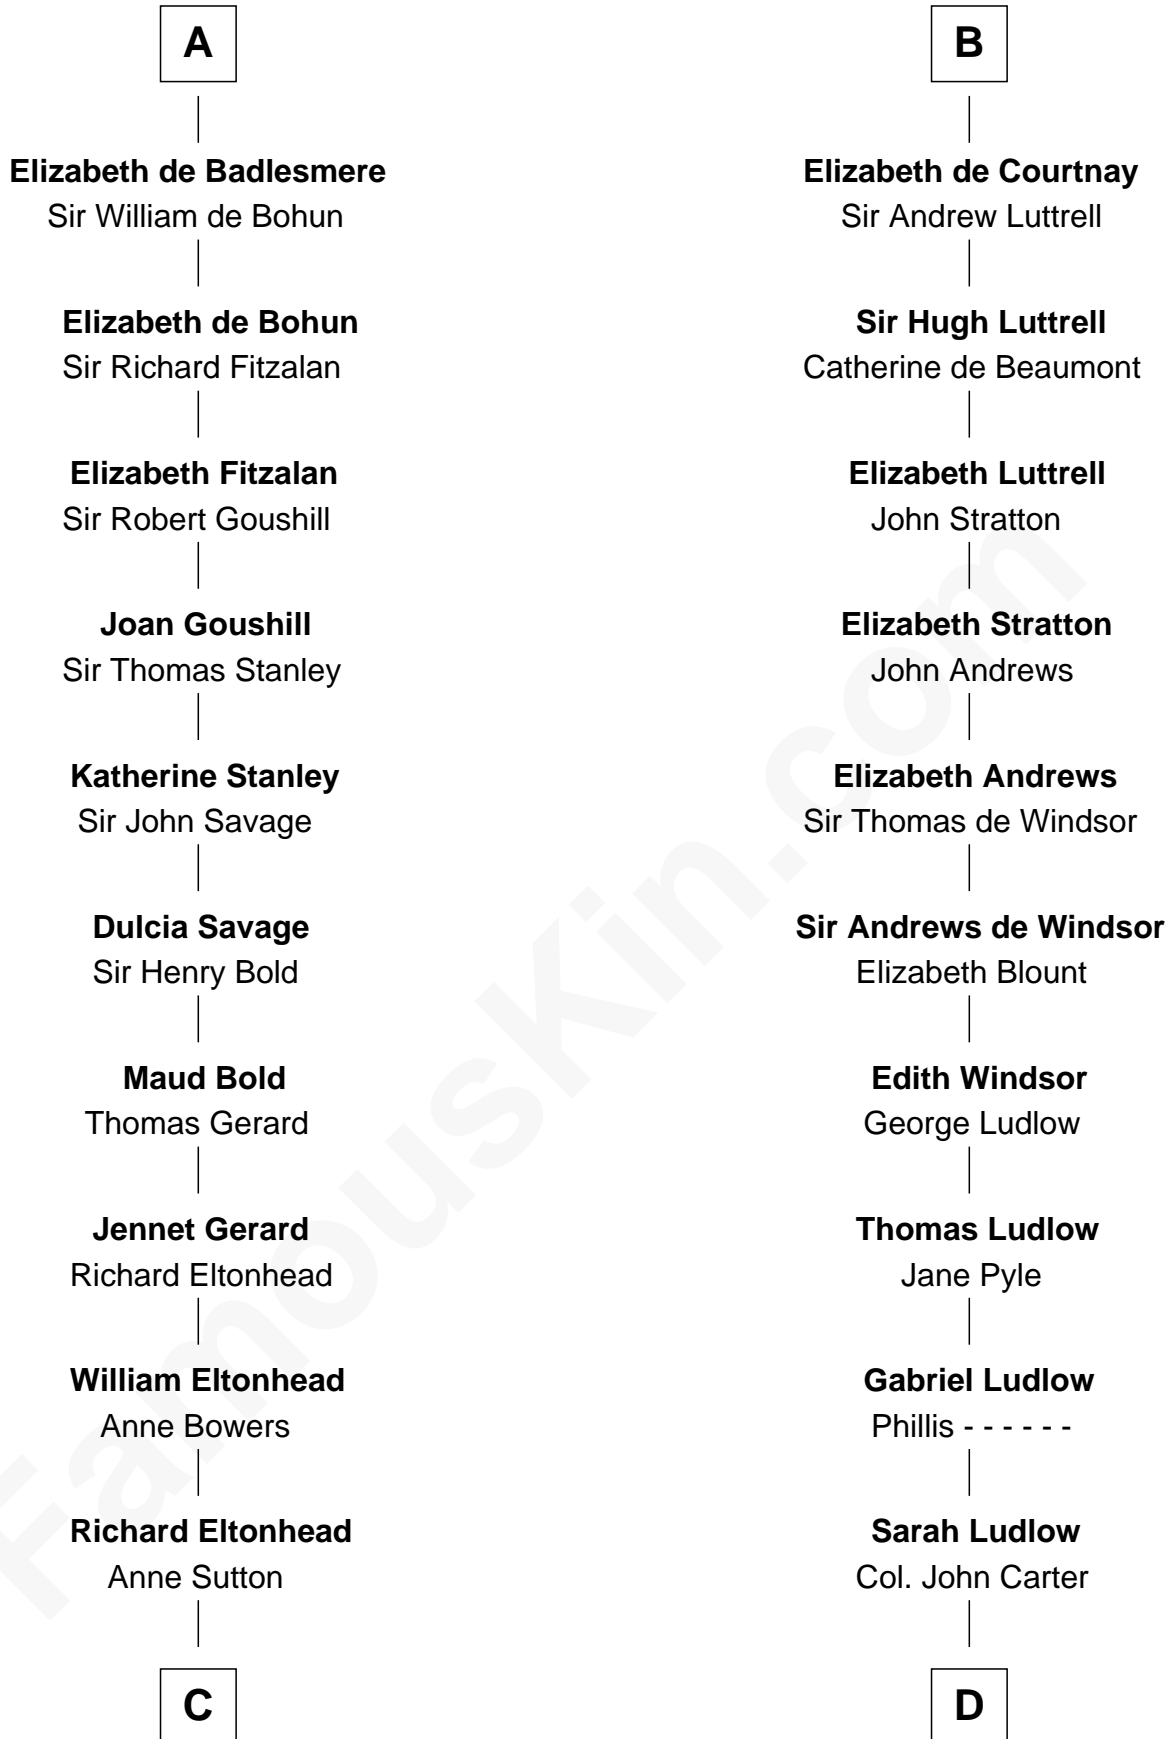 A
Elizabeth de Badlesmere
Sir William de Bohun
Elizabeth de Bohun
Sir Richard Fitzalan
Elizabeth Fitzalan
Sir Robert Goushill
Joan Goushill
Sir Thomas Stanley
Katherine Stanley
Sir John Savage
Dulcia Savage
Sir Henry Bold
Maud Bold
Thomas Gerard
Jennet Gerard
Richard Eltonhead
William Eltonhead
Anne Bowers
Richard Eltonhead
Anne Sutton
C
B
Elizabeth de Courtnay
Sir Andrew Luttrell
Sir Hugh Luttrell
Catherine de Beaumont
Elizabeth Luttrell
John Stratton
Elizabeth Stratton
John Andrews
Elizabeth Andrews
Sir Thomas de Windsor
Sir Andrews de Windsor
Elizabeth Blount
Edith Windsor
George Ludlow
Thomas Ludlow
Jane Pyle
Gabriel Ludlow
Phillis - - - - - -
Sarah Ludlow
Col. John Carter
D
FamousKin.com